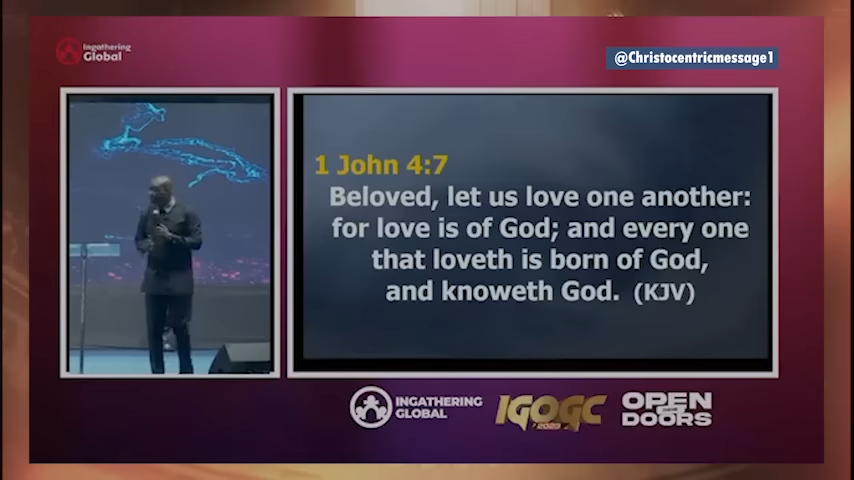 Ingathering
Global
@Christocentricmessage1
1 John 4:7
Beloved, let us love one another:
for love is of God; and every one
that loveth is born of God,
and knoweth God. (KJV)
INGATHERING
GLOBAL
IGOGC
2023
OPEN
DOORS